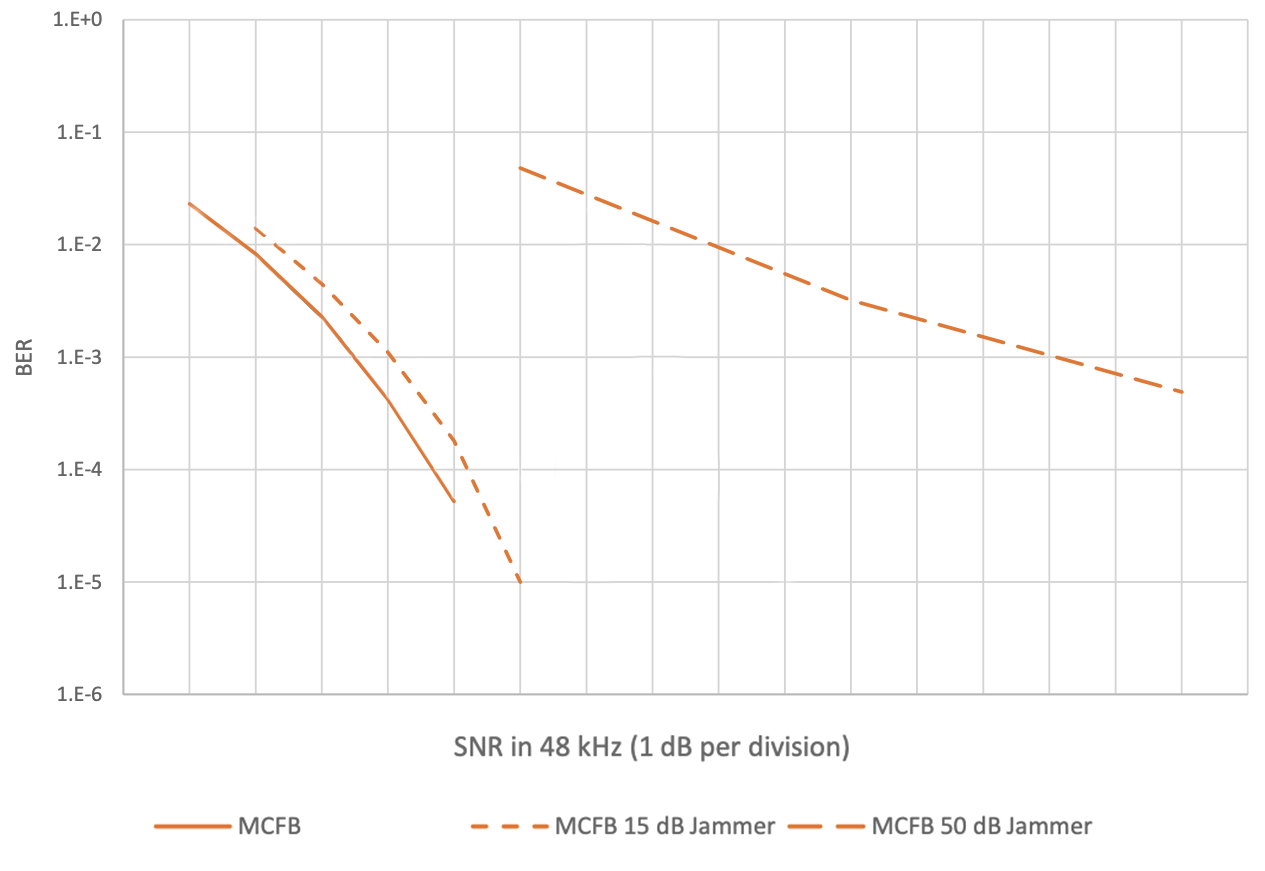 1.E+0
1.E-1
1.E-2
1.E-3
1.E-4
1.E-5
1.E-6
BER
SNR in 48 kHz (1 dB per division)
MCFB MCFB 15 dB Jammer MCFB 50 dB Jammer